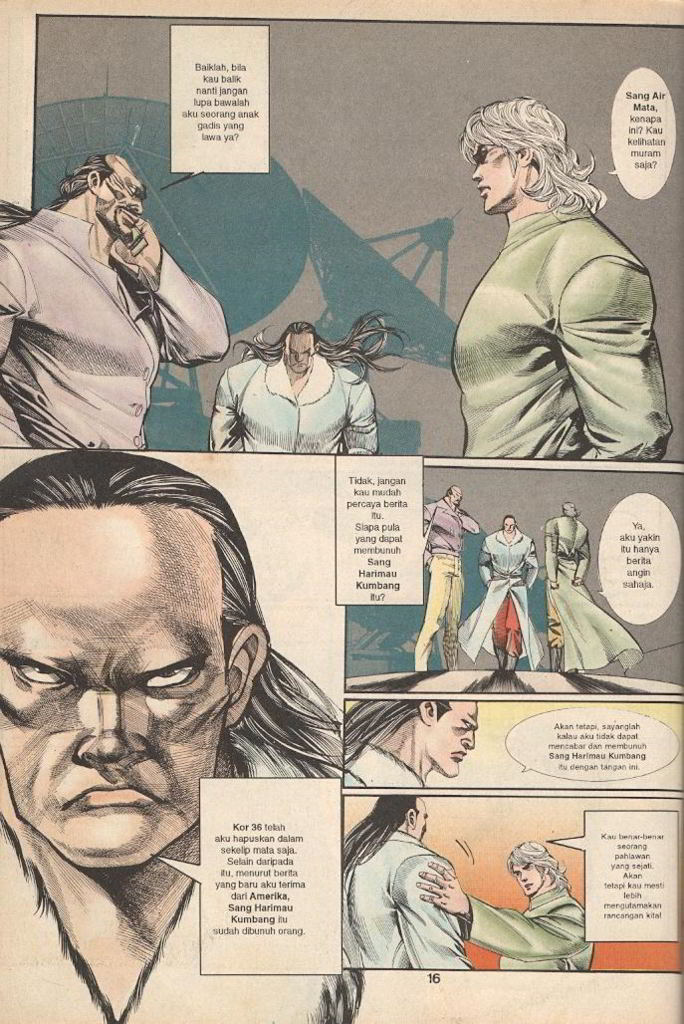 Baiklah, bila
kau balik
nanti jangan
lupa bawalah
aku seorang anak
gadis yang
lawa ya?
Sang Air
Mata,
kenapa
ini? Kau
kelihatan
muram
saja?
Kor 36 telah
aku hapuskan dalam
sekelip mata saja.
Selain daripada
itu, menurut berita
yang baru aku terima
dari Amerika,
Sang Harimau
Kumbang itu
sudah dibunuh orang.
Tidak, jangan
kau mudah
percaya berita
itu.
Siapa pula
yang dapat
membunuh
Sang
Harimau
Kumbang
itu?
Ya,
aku yakin
itu hanya
berita
angin
sahaja.
Akan tetapi, sayanglah
kalau aku tidak dapat
mencabar dan membunuh
Sang Harimau Kumbang
itu dengan tangan ini.
Kau benar-benar
seorang
pahlawan
yang sejati.
Akan
tetapi kau mesti
lebih
mengutamakan
rancangan kita!
16